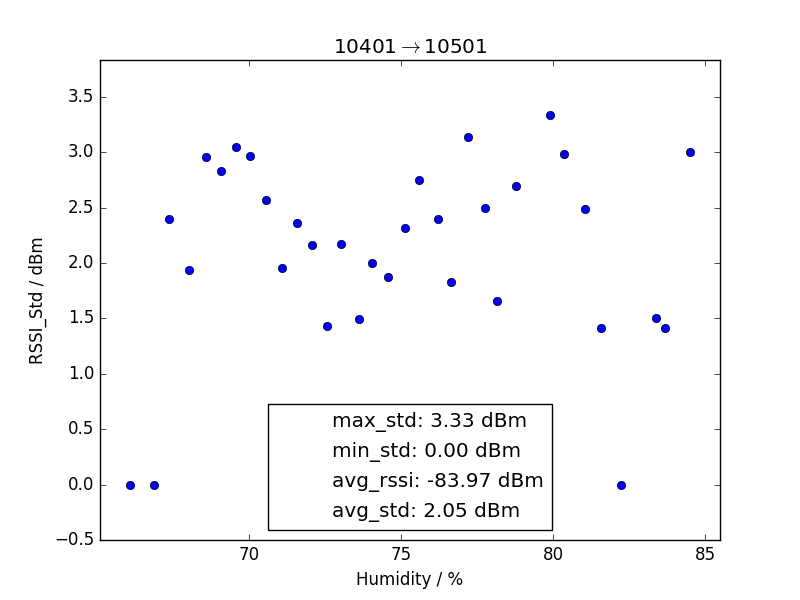 10401→10501
3.5
3.0
2.5
2.0
1.5
1.0
0.5
0.0
−0.5
RSSI_Std / dBm
max_std: 3.33 dBm
min_std: 0.00 dBm
avg_rssi: -83.97 dBm
avg_std: 2.05 dBm
70 75 80 85
Humidity / %